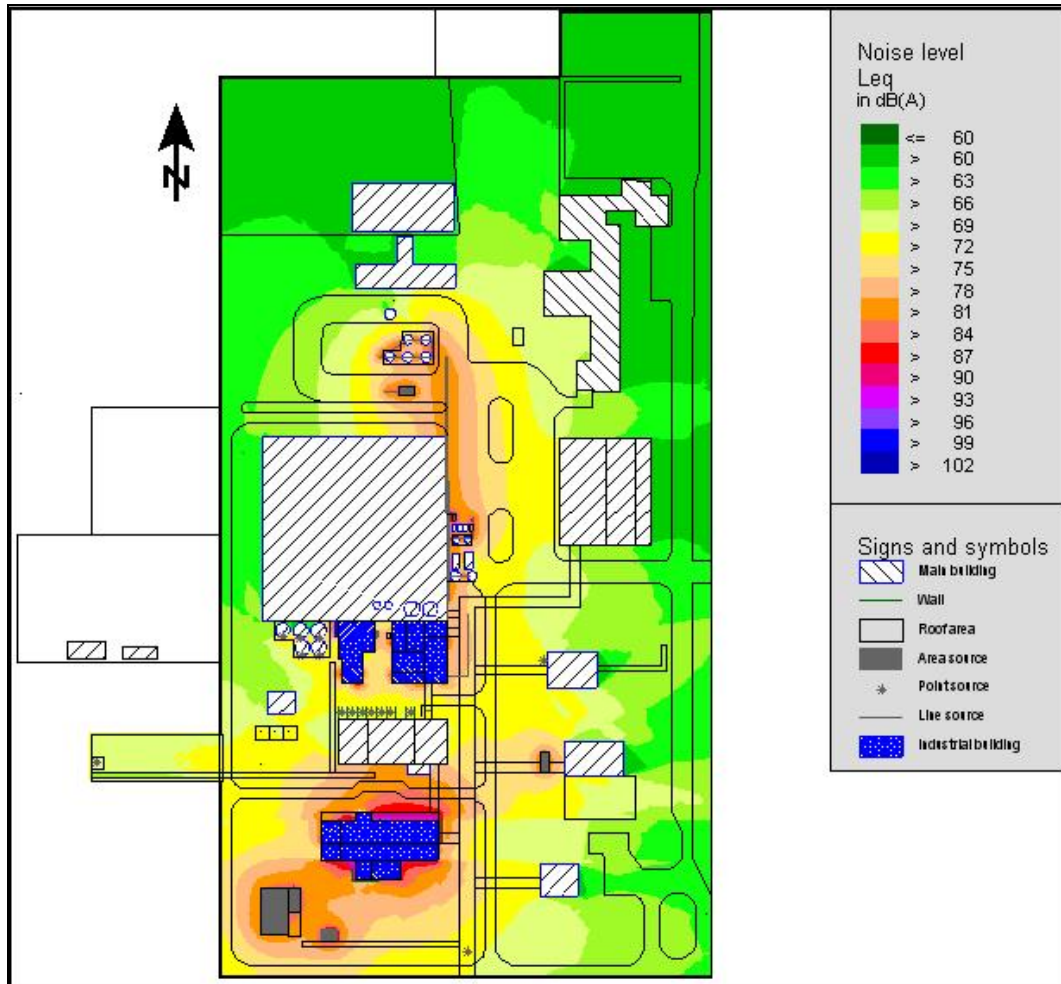 N
Noise level
Leq
in dB(A)
<= 60
> 60
> 63
> 66
> 69
> 72
> 75
> 78
> 81
> 84
> 87
> 90
> 93
> 96
> 99
> 102
Signs and symbols
Main building
Wall
Roof area
Area source
Point source
Line source
Industrial building